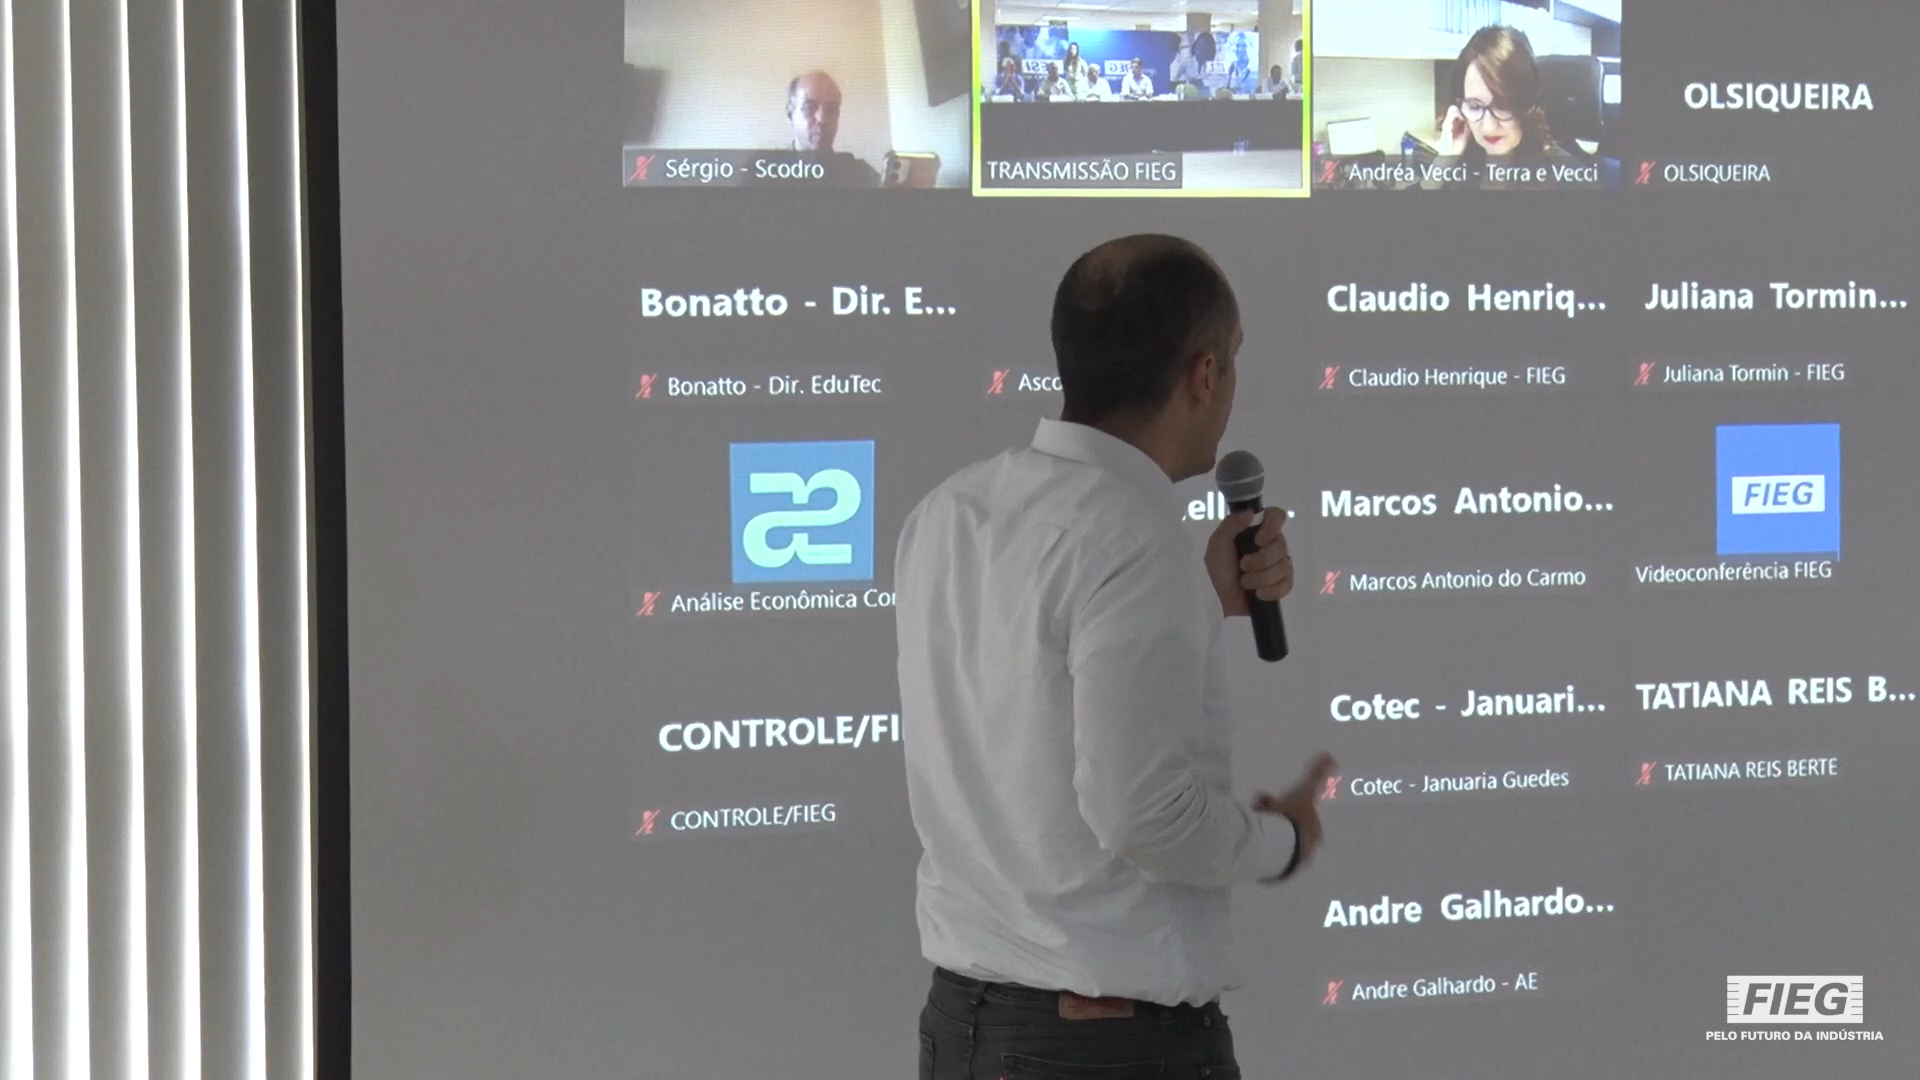 Sérgio - Scodro
TRANSMISSÃO FIEG
Andréa Vecci - Terra e Vecci
OLSIQUEIRA
OLSIQUEIRA
Bonatto - Dir. E...
Claudio Henriq...
Juliana Tormin...
Bonatto - Dir. EduTec
Asco
Claudio Henrique - FIEG
Juliana Tormin - FIEG
Marcos Antonio...
FIEG
Análise Econômica Co
Marcos Antonio do Carmo
Videoconferência FIEG
CONTROLE/FI
Cotec - Januari...
TATIANA REIS B...
CONTROLE/FIEG
Cotec - Januaria Guedes
TATIANA REIS BERTE
Andre Galhardo...
Andre Galhardo - AE
FIEG
PELO FUTURO DA INDÚSTRIA